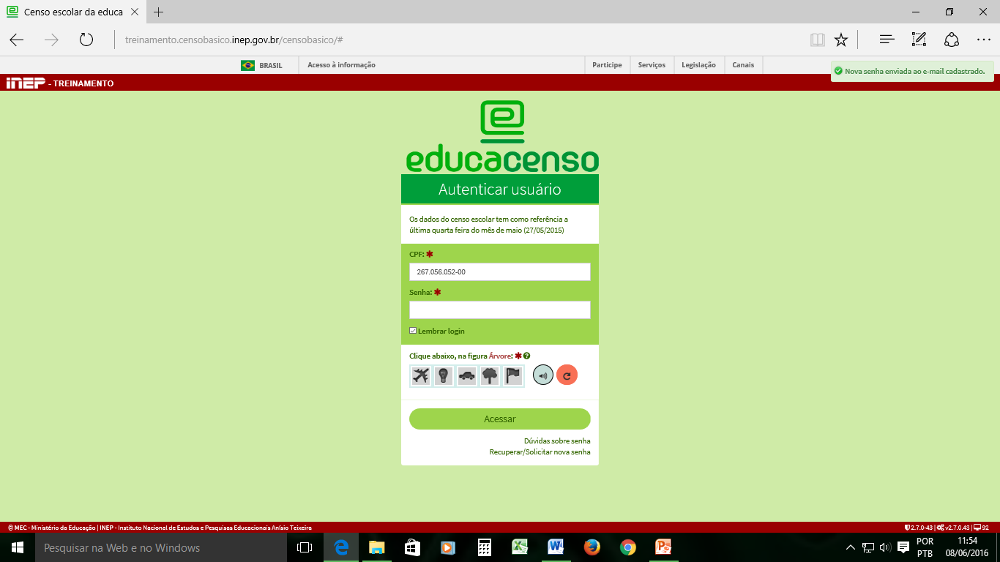 Censo escolar da educa
treinamento.censobasico.inep.gov.br/censobasico/#
BRASIL
Acesso à informação
Participe
Serviços
Legislação
Canais
Nova senha enviada ao e-mail cadastrado.
inep - TREINAMENTO
e
educacenso
Autenticar usuário
Os dados do censo escolar tem como referência a
última quarta feira do mês de maio (27/05/2015)
CPF: ✱
267.056.052-00
Senha: ✱
Lembrar login
Clique abaixo, na figura Árvore: ✱
Acessar
Dúvidas sobre senha
Recuperar/Solicitar nova senha
© MEC - Ministério da Educação | INEP - Instituto Nacional de Estudos e Pesquisas Educacionais Anísio Teixeira
2.7.0-43 | v2.7.0.43 | 92
Pesquisar na Web e no Windows
POR
PTB
11:54
08/06/2016